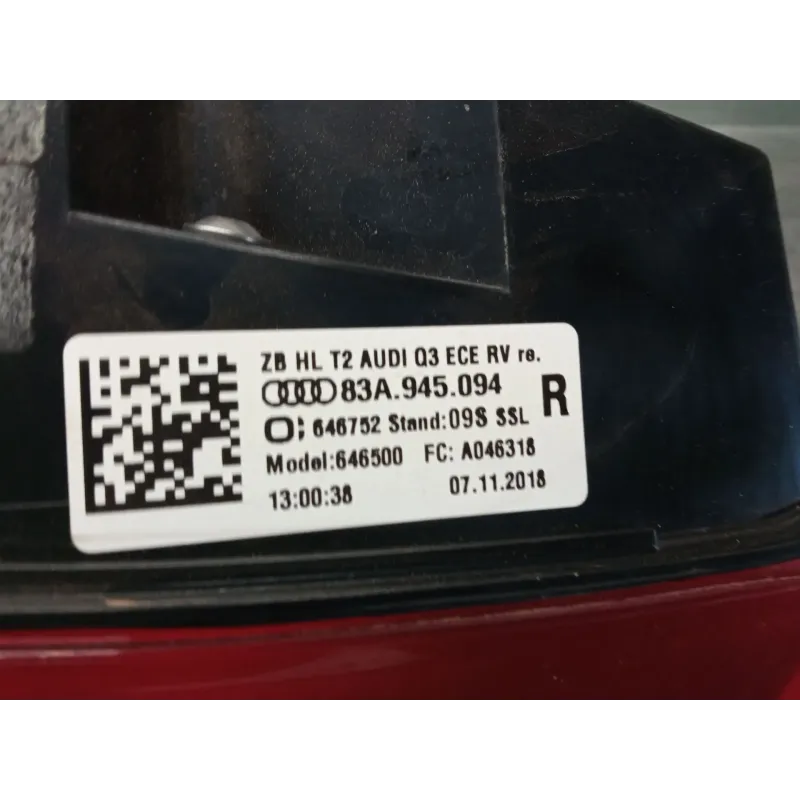 ZB HL T2 AUDI Q3 ECE RV re.
83A.945.094
R
646752 Stand:09S SSL
Model:646500 FC: A046318
13:00:38 07.11.2018